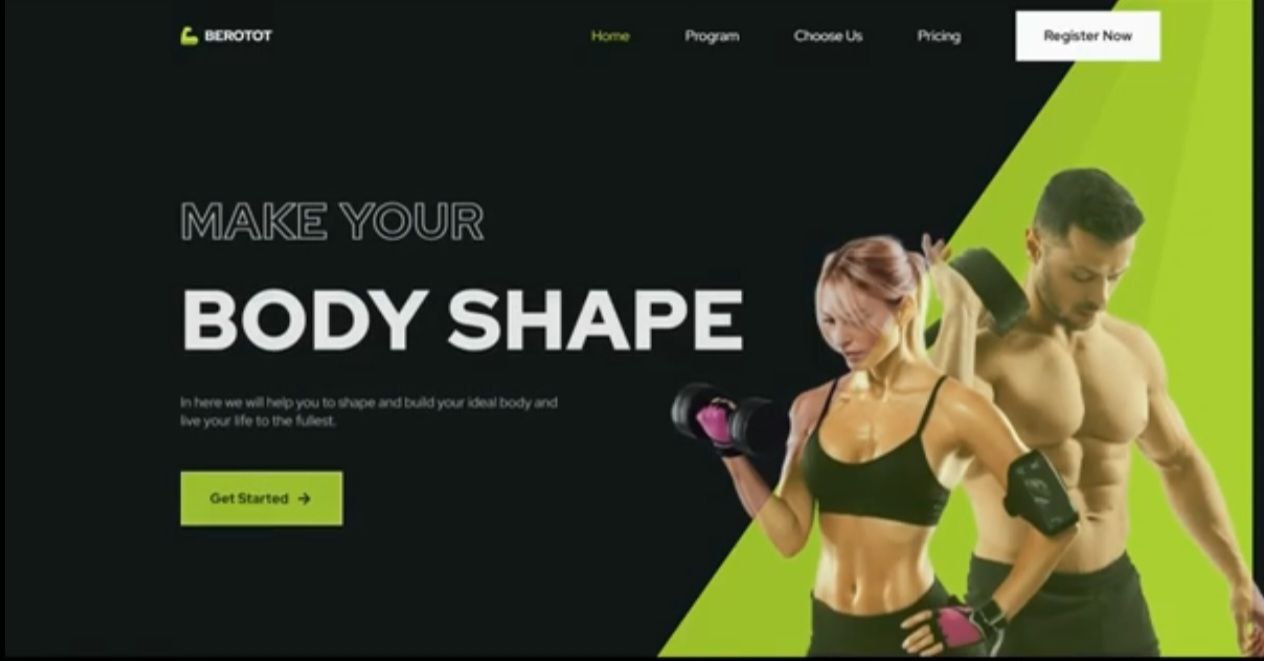 BEROTOT
Home
Program
Choose Us
Pricing
Register Now
MAKE YOUR
BODY SHAPE
In here we will help you to shape and build your ideal body and
live your life to the fullest.
Get Started →